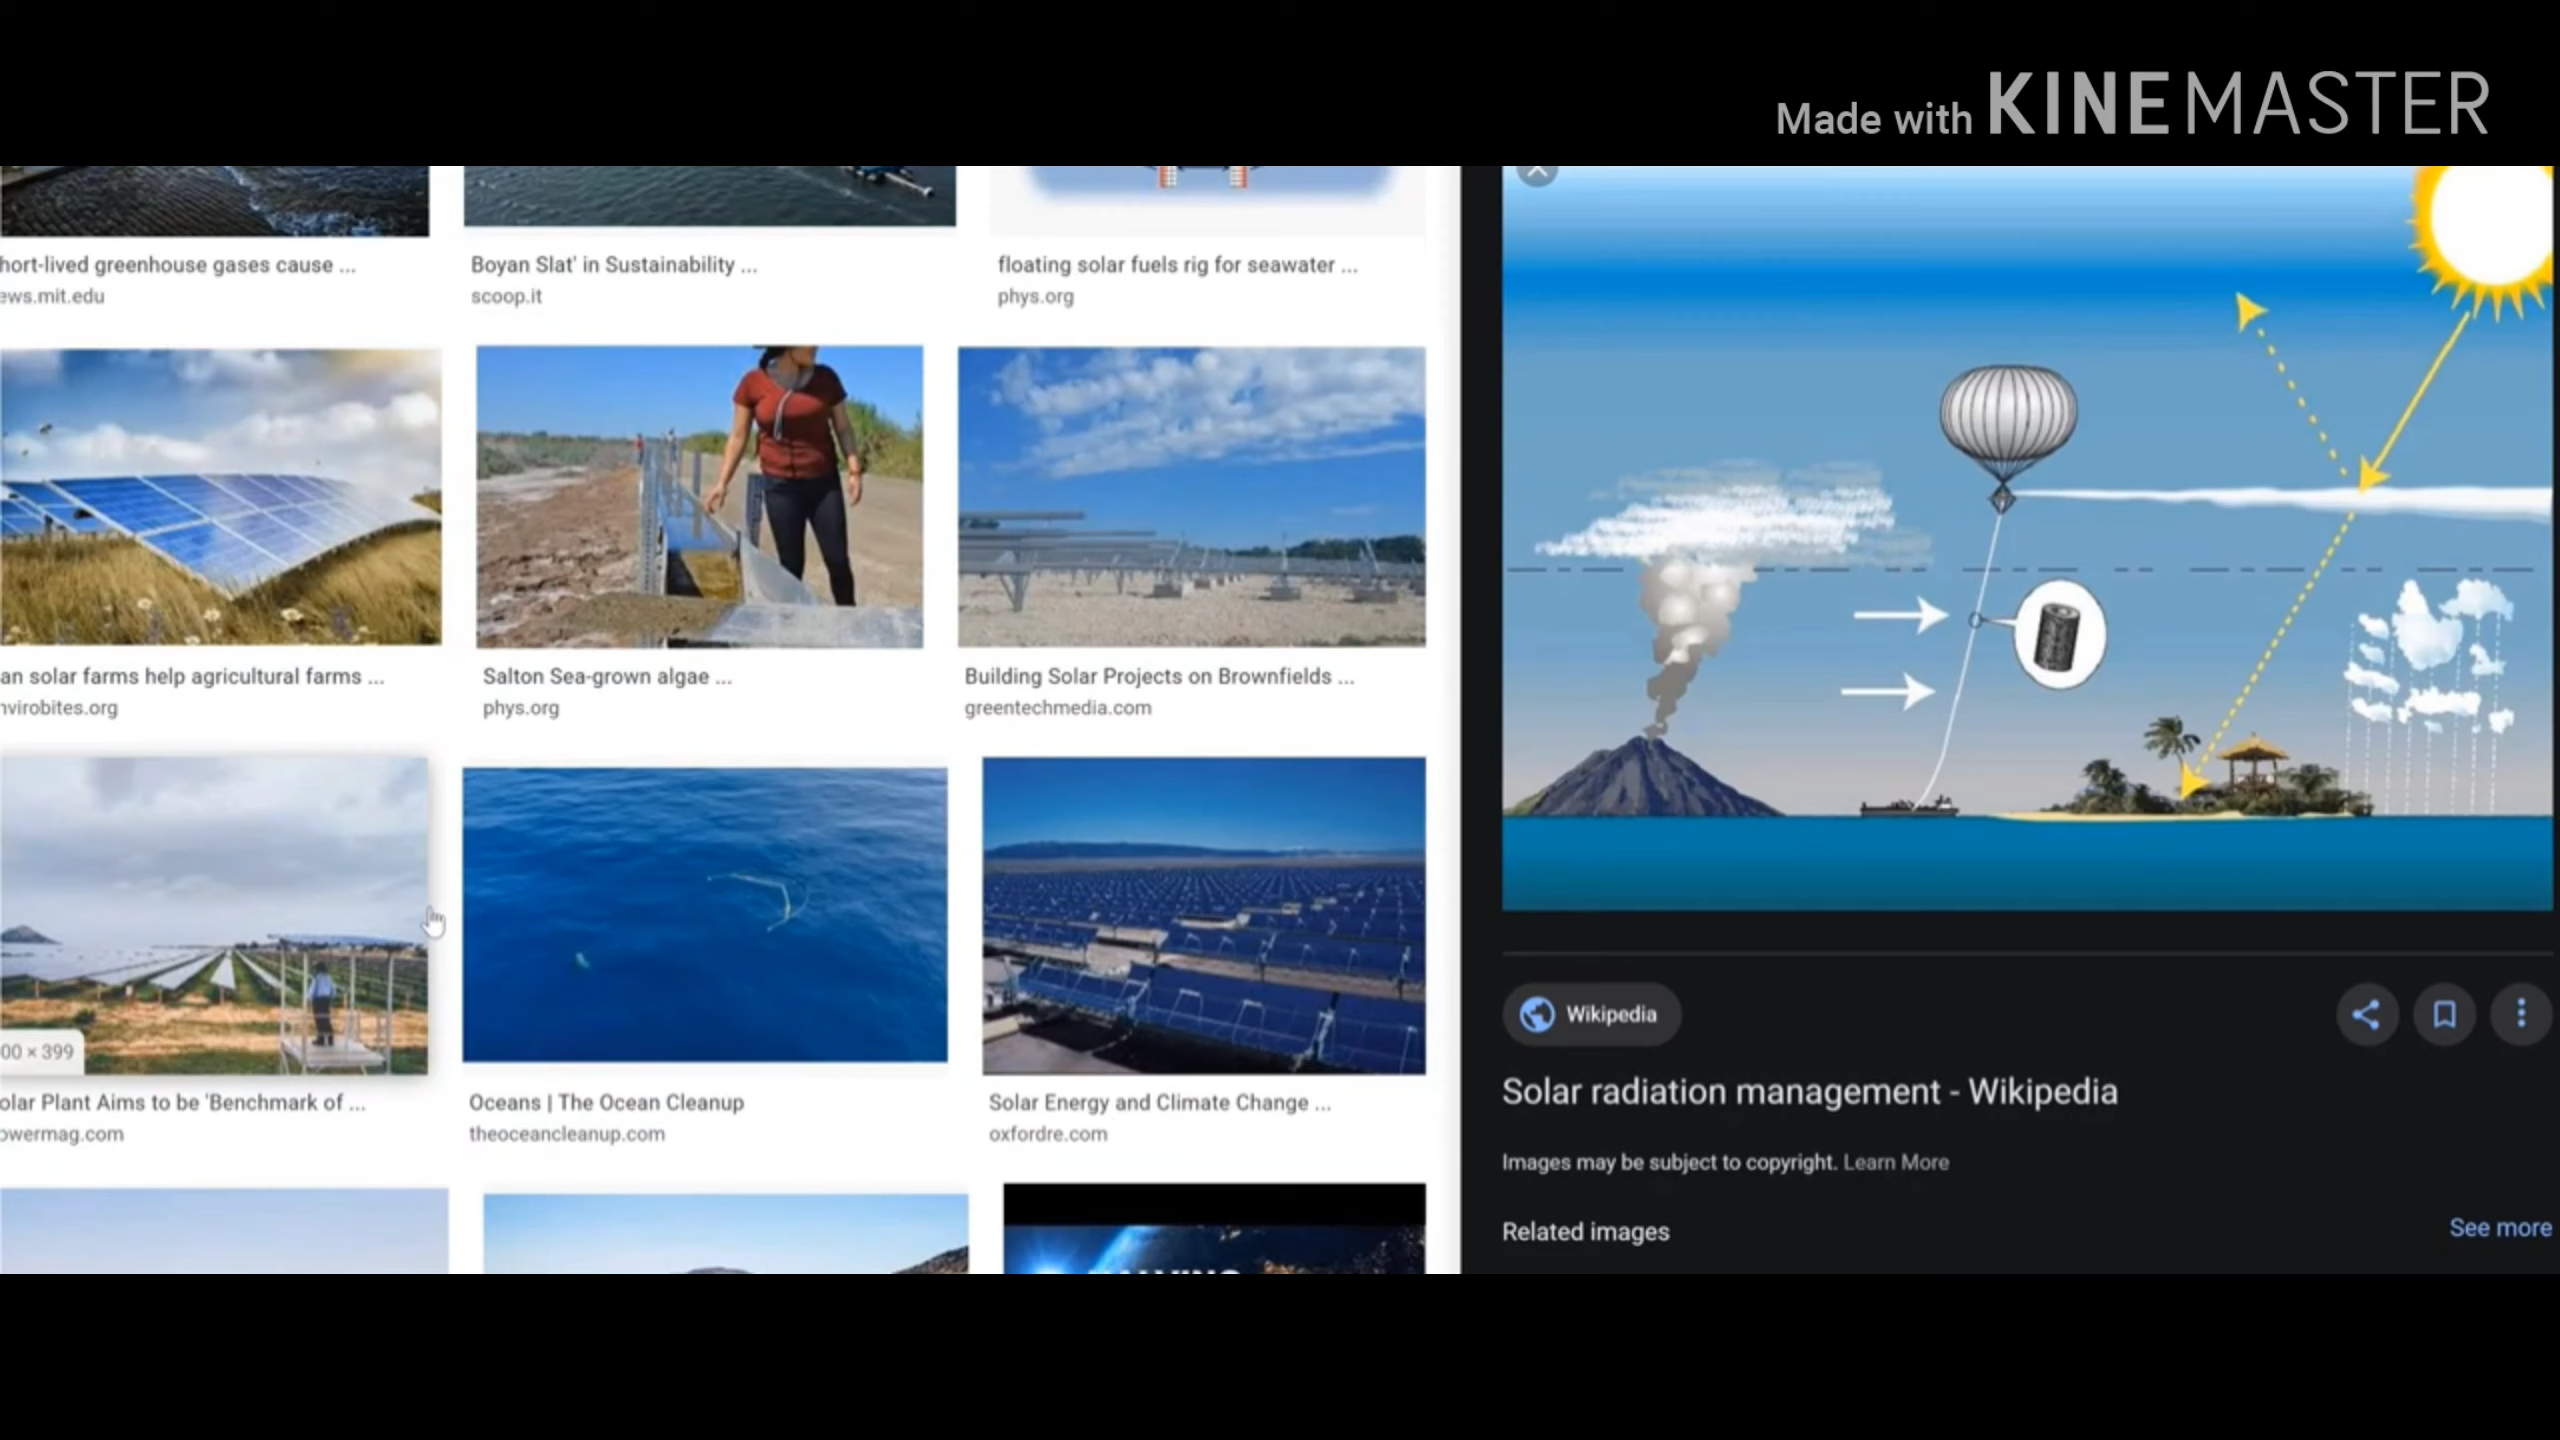 Made with KINEMASTER
hort-lived greenhouse gases cause ...
ews.mit.edu
Boyan Slat' in Sustainability ...
scoop.it
floating solar fuels rig for seawater ...
phys.org
an solar farms help agricultural farms ...
nvirobites.org
Salton Sea-grown algae ...
phys.org
Building Solar Projects on Brownfields ...
greentechmedia.com
00 × 399
olar Plant Aims to be 'Benchmark of ...
owermag.com
Oceans | The Ocean Cleanup
theoceancleanup.com
Solar Energy and Climate Change ...
oxfordre.com
Wikipedia
Solar radiation management - Wikipedia
Images may be subject to copyright. Learn More
Related images
See more